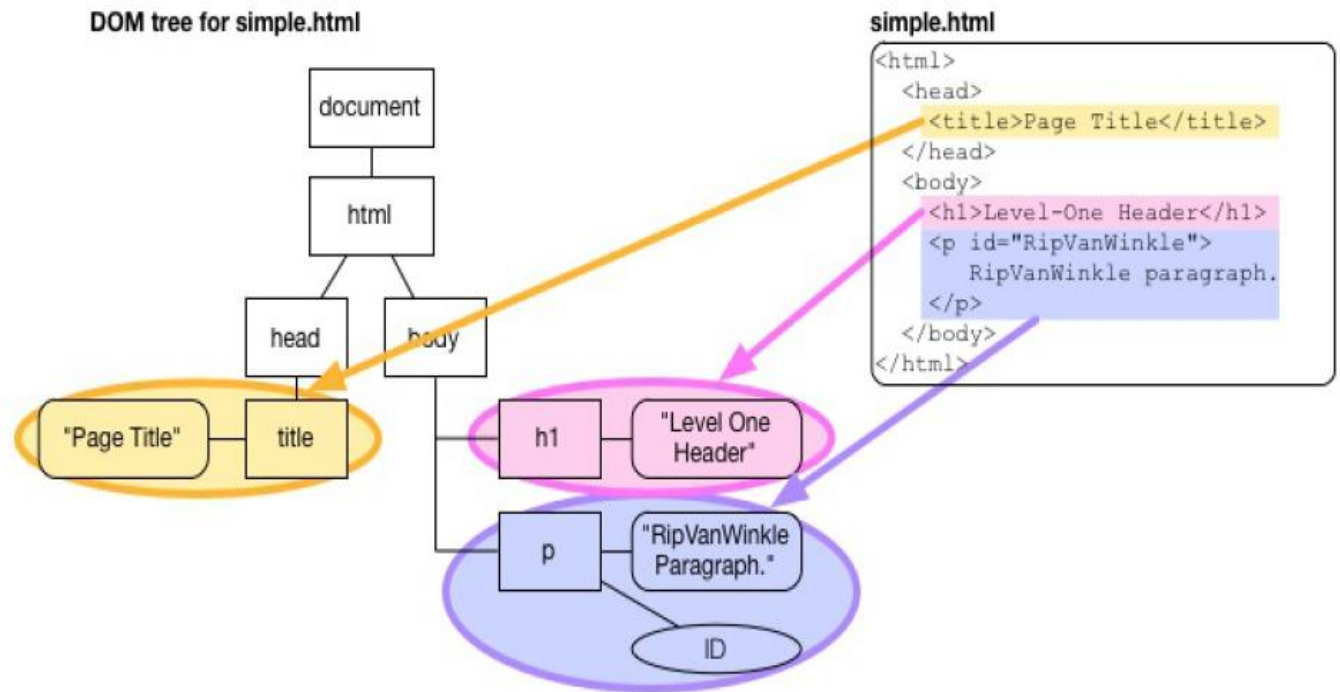 DOM tree for simple.html
document
html
head
body
"Page Title"
title
h1
"Level One
Header"
p
"RipVanWinkle
Paragraph."
ID
simple.html
<html>
<head>
<title>Page Title</title>
</head>
<body>
<h1>Level-One Header</h1>
<p id="RipVanWinkle">
RipVanWinkle paragraph.
</p>
</body>
</html>